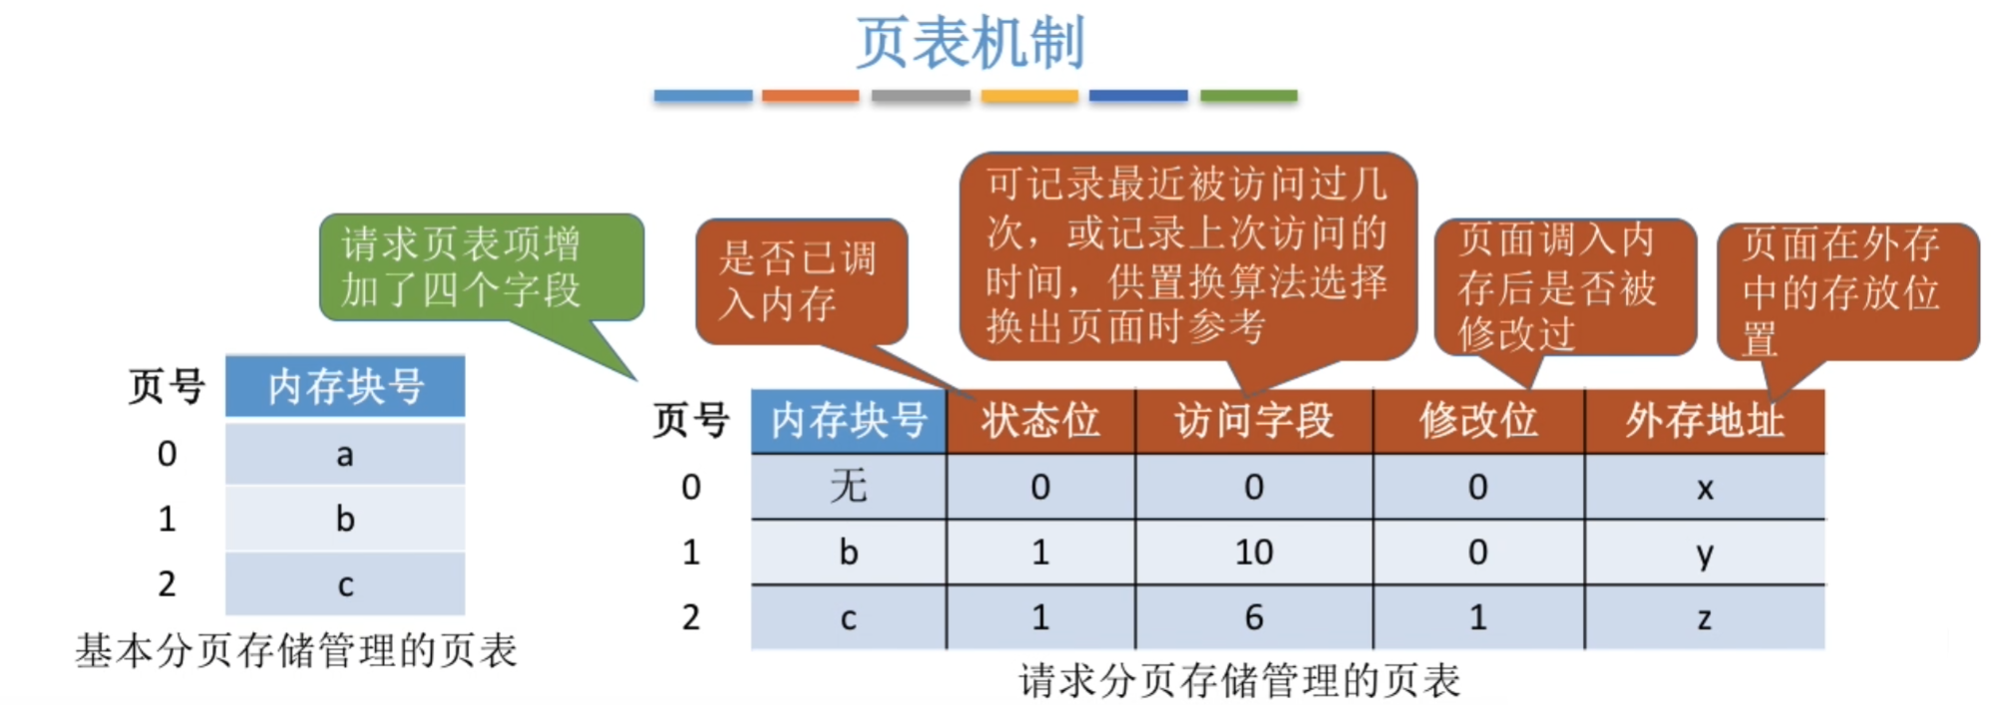 页表机制
请求页表项增
加了四个字段
是否已调
入内存
可记录最近被访问过几
次，或记录上次访问的
时间，供置换算法选择
换出页面时参考
页面调入内
存后是否被
修改过
页面在外存
中的存放位
置
页号 内存块号
0 a
1 b
2 c
基本分页存储管理的页表
页号 内存块号 状态位 访问字段 修改位 外存地址
0 无 0 0 0 x
1 b 1 10 0 y
2 c 1 6 1 z
请求分页存储管理的页表